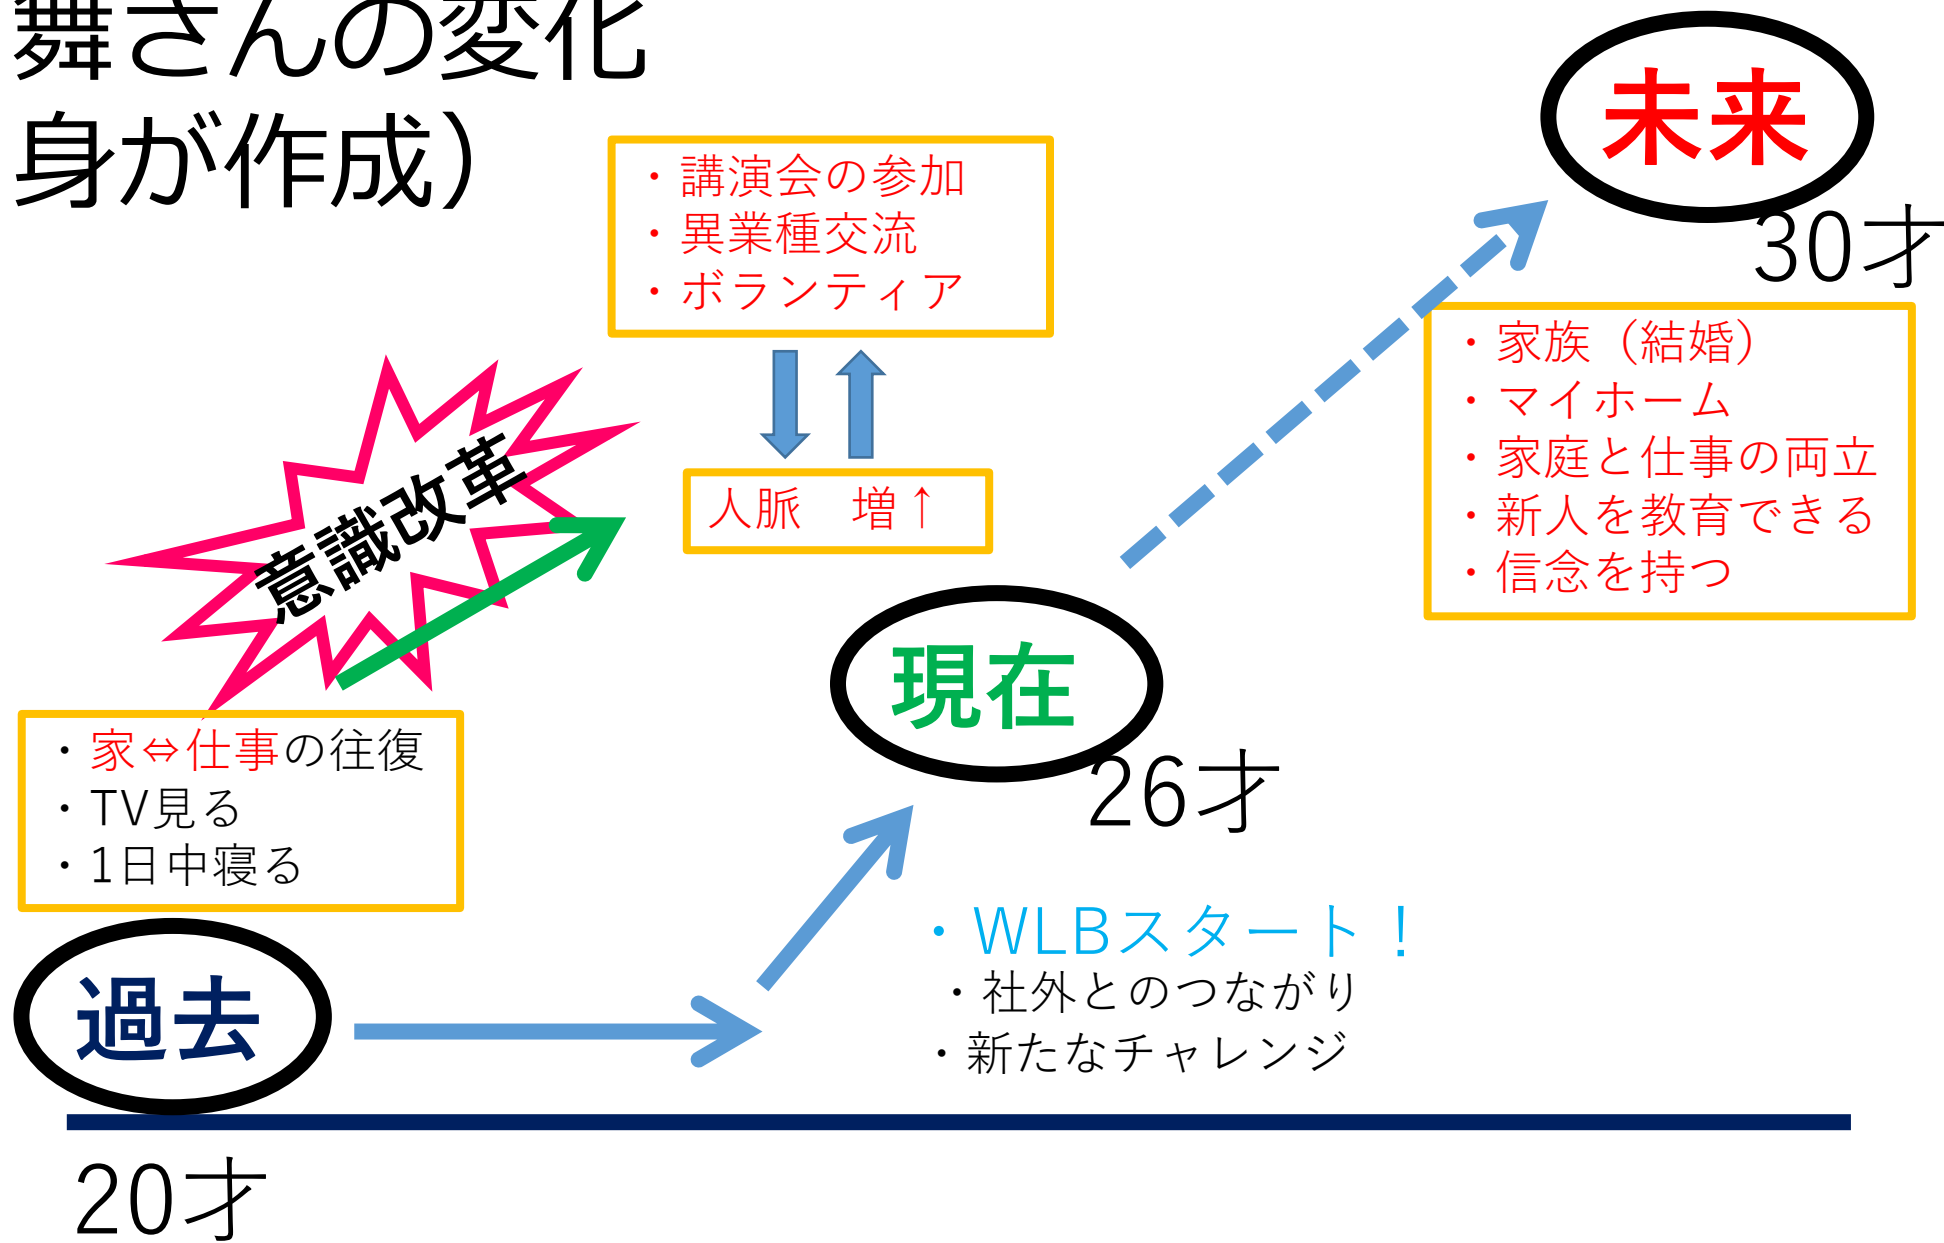 舞さんの変化
身が作成）
・講演会の参加
・異業種交流
・ボランティア
人脈　増↑
意識改革
未来
30才
・家族（結婚）
・マイホーム
・家庭と仕事の両立
・新人を教育できる
・信念を持つ
現在
26才
・WLBスタート！
・社外とのつながり
・新たなチャレンジ
・家⇔仕事の往復
・TV見る
・1日中寝る
過去
20才